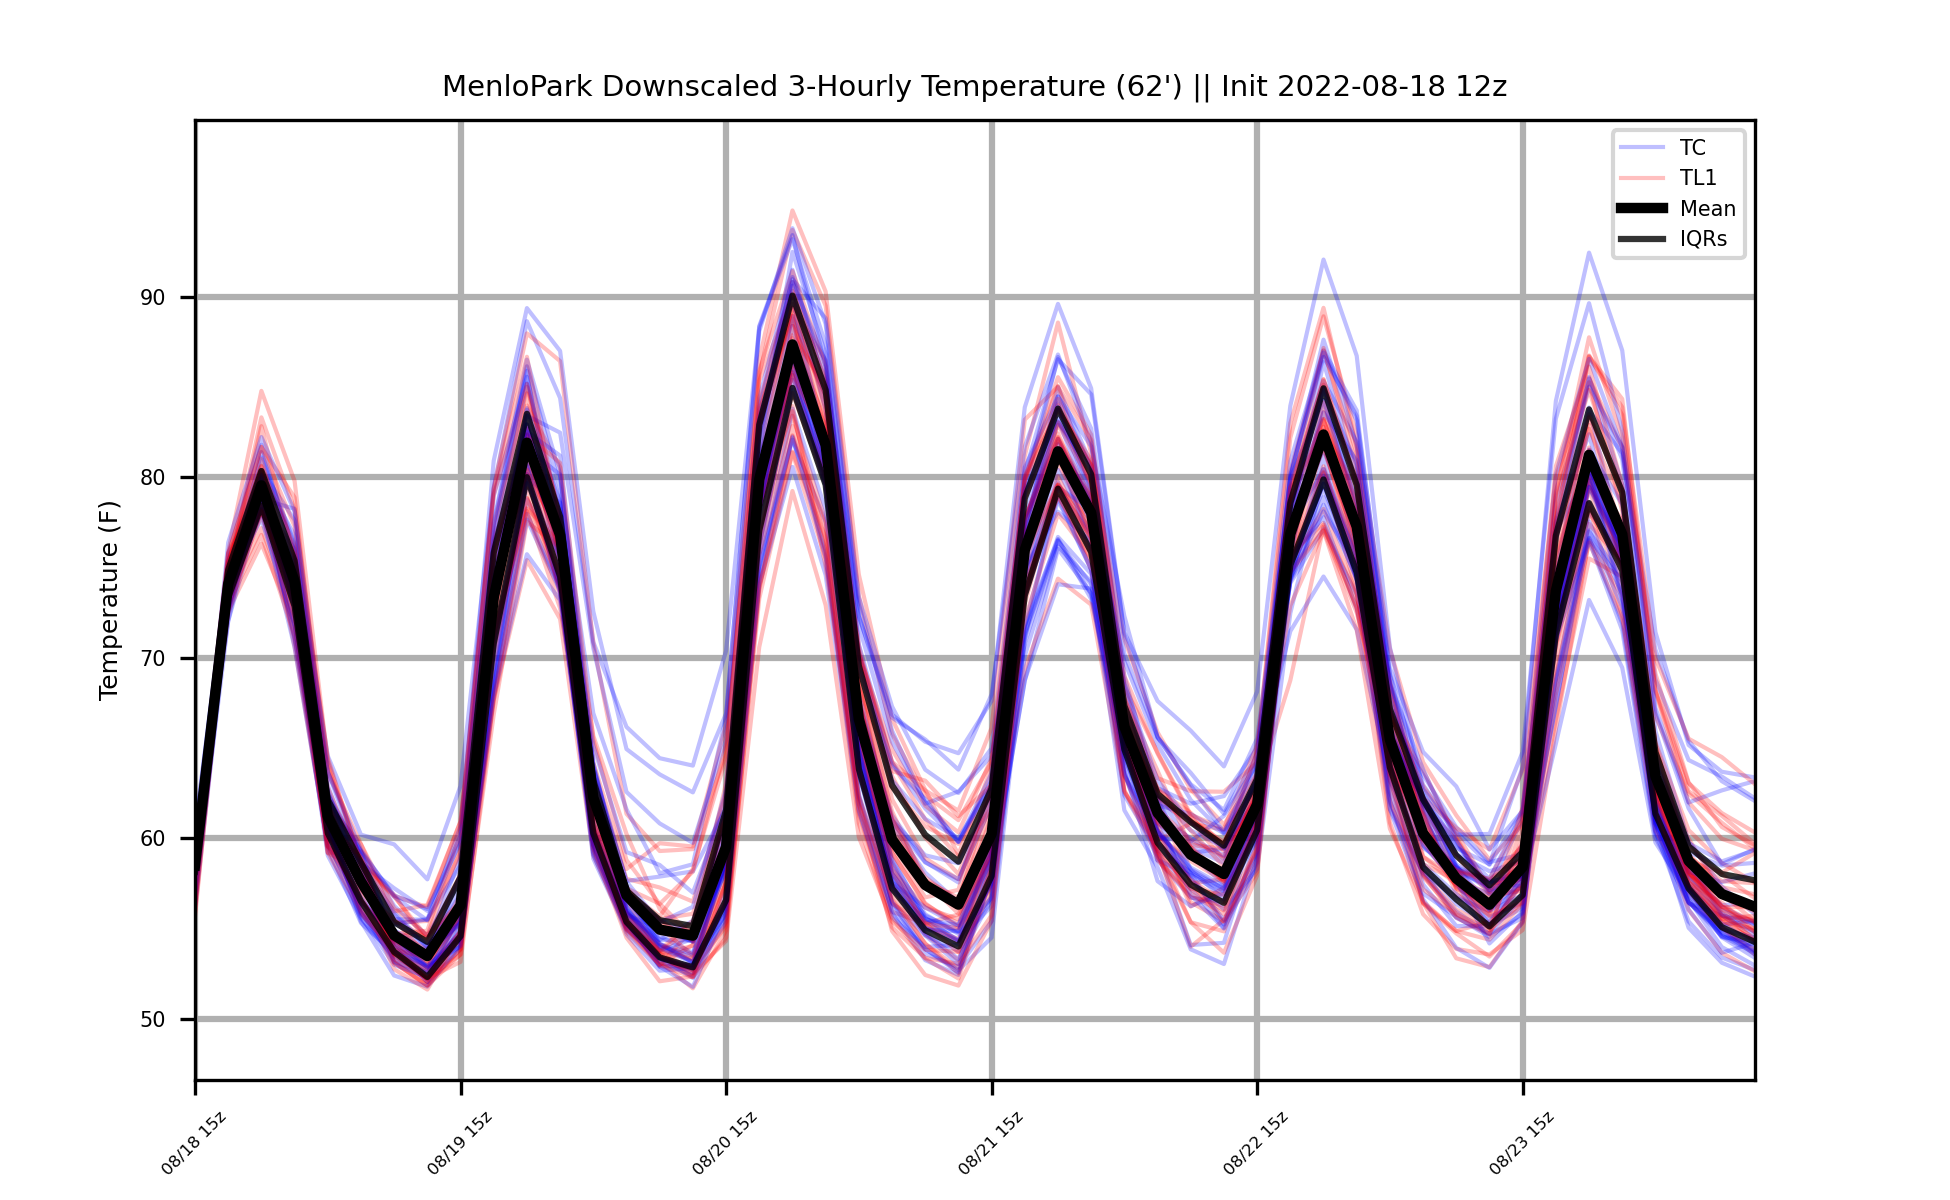 MenloPark Downscaled 3-Hourly Temperature (62') || Init 2022-08-18 12z
TC
TL1
Mean
IQRs
Temperature (F)
90
80
70
60
50
08/18 15z
08/19 15z
08/20 15z
08/21 15z
08/22 15z
08/23 15z